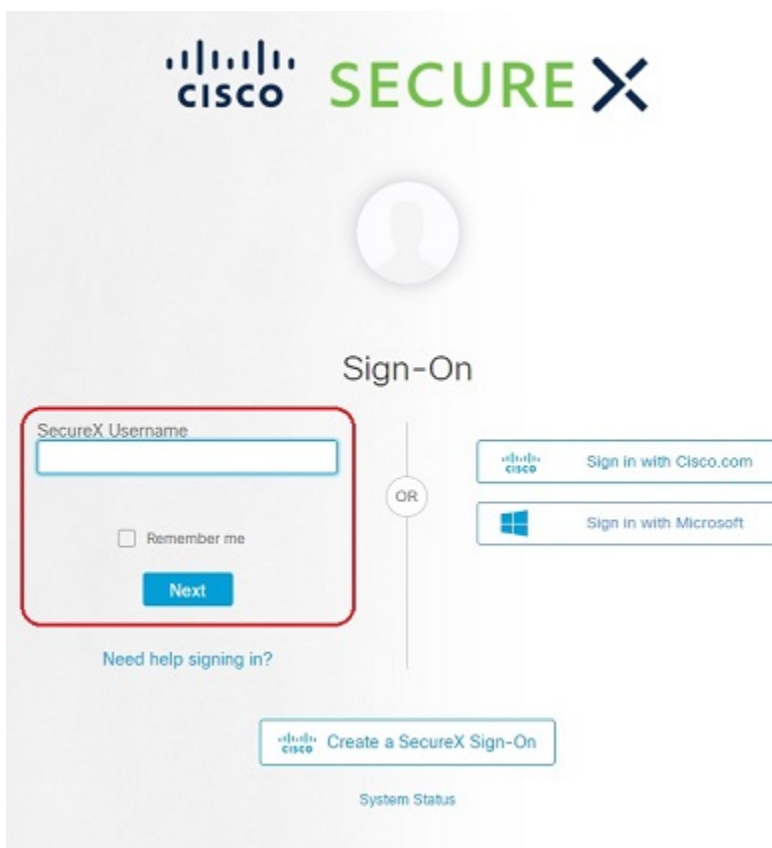 CISCO SECURE X
Sign-On
SecureX Username
Remember me
Next
Need help signing in?
OR
CISCO Sign in with Cisco.com
Sign in with Microsoft
CISCO Create a SecureX Sign-On
System Status